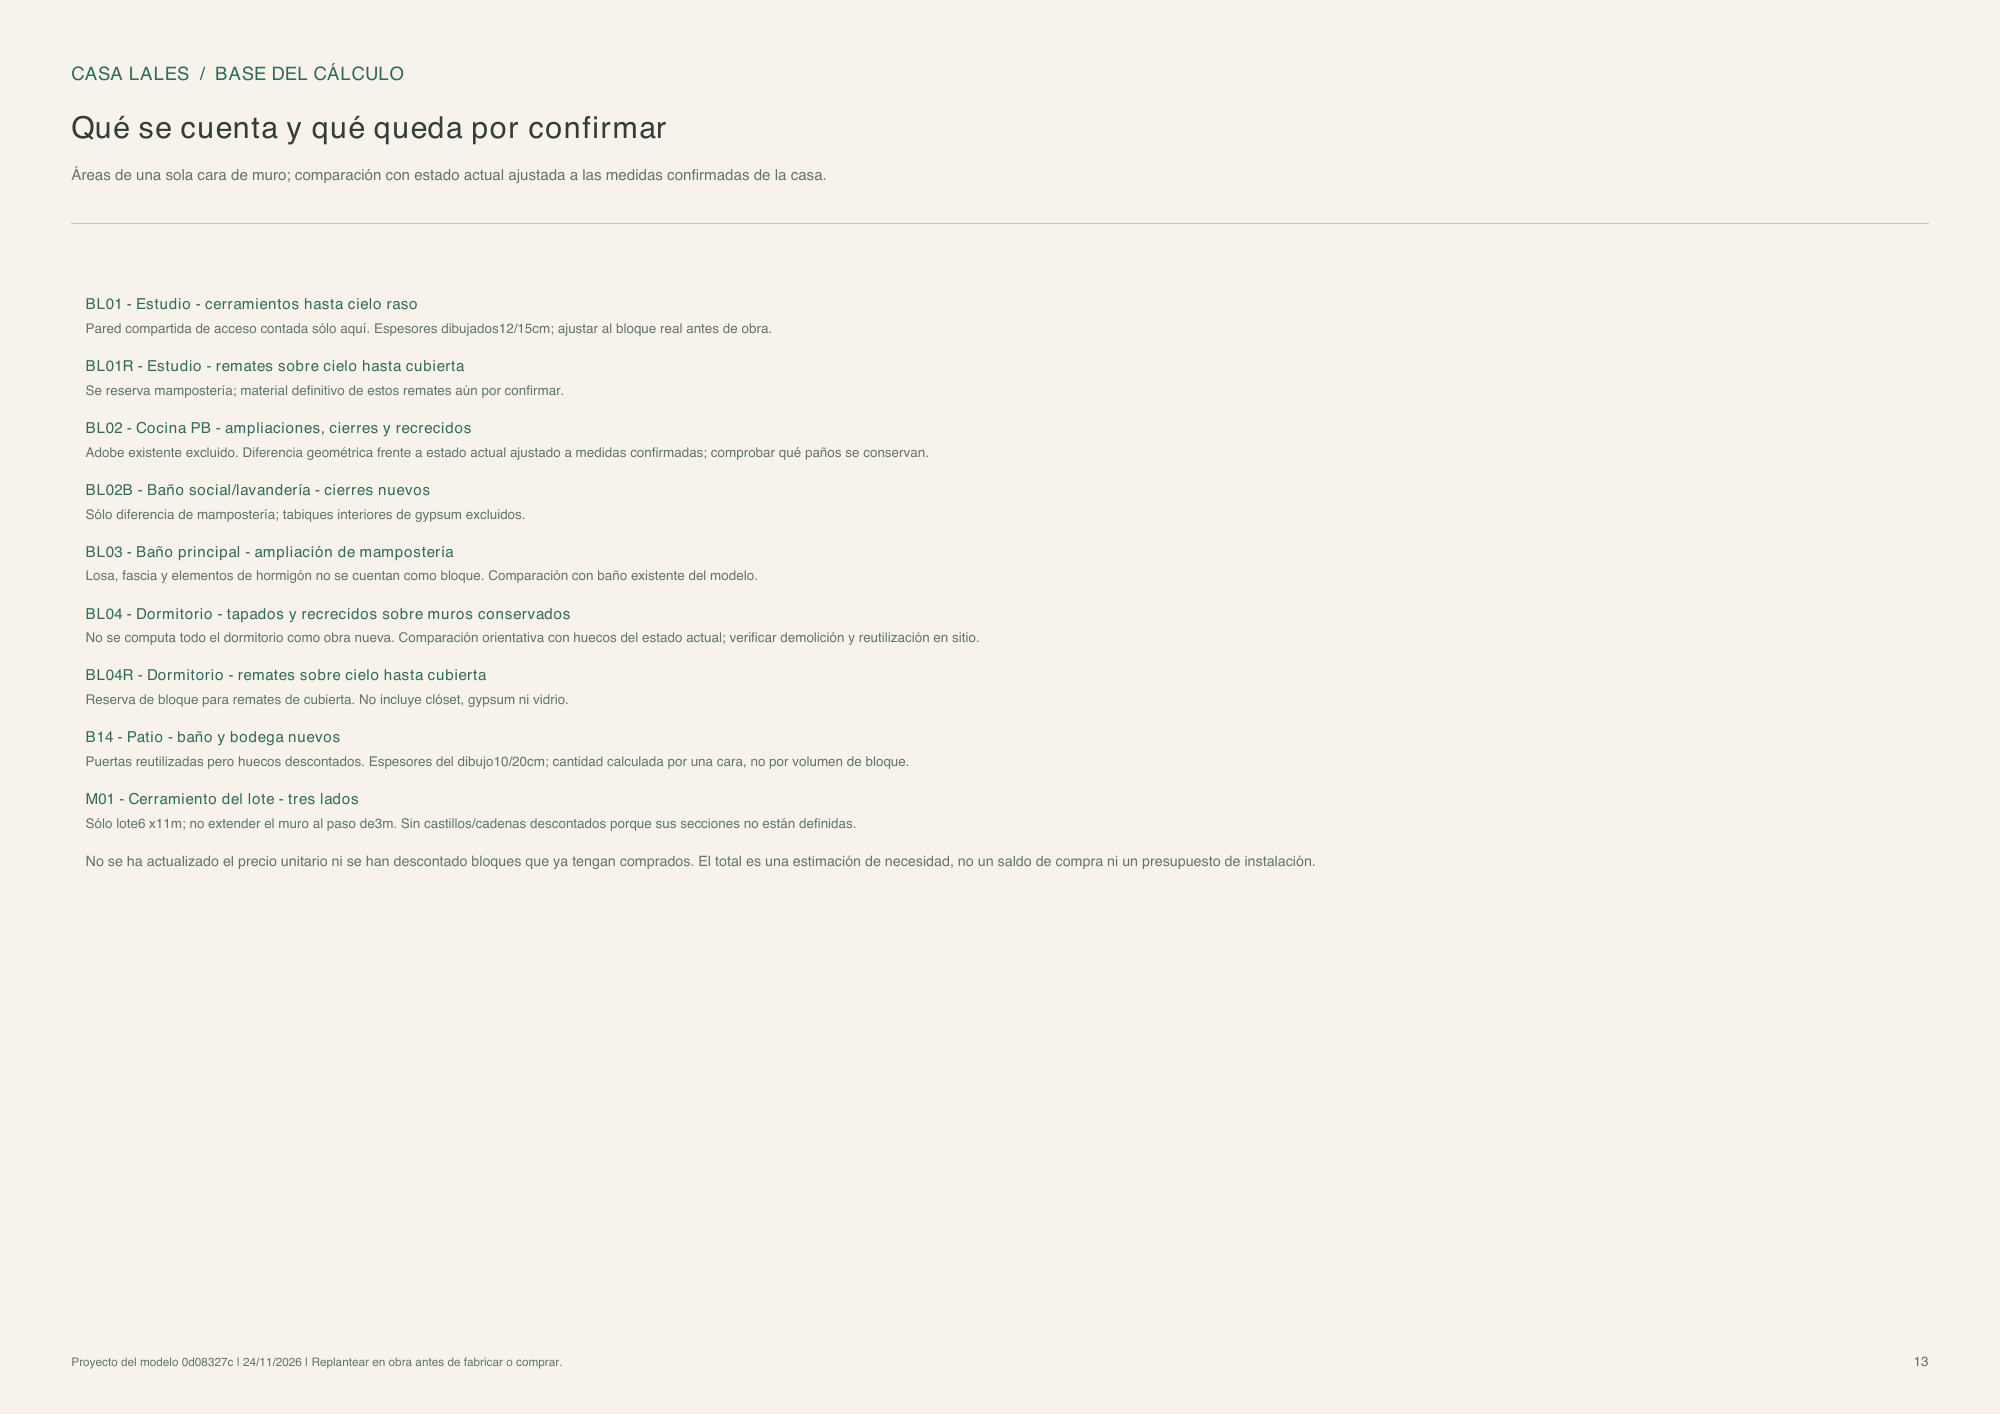 CASA LALES / BASE DEL CÁLCULO
Qué se cuenta y qué queda por confirmar
Áreas de una sola cara de muro; comparación con estado actual ajustada a las medidas confirmadas de la casa.
BL01 - Estudio - cerramientos hasta cielo raso
Pared compartida de acceso contada sólo aquí. Espesores dibujados12/15cm; ajustar al bloque real antes de obra.
BL01R - Estudio - remates sobre cielo hasta cubierta
Se reserva mampostería; material definitivo de estos remates aún por confirmar.
BL02 - Cocina PB - ampliaciones, cierres y recrecidos
Adobe existente excluido. Diferencia geométrica frente a estado actual ajustado a medidas confirmadas; comprobar qué paños se conservan.
BL02B - Baño social/lavandería - cierres nuevos
Sólo diferencia de mampostería; tabiques interiores de gypsum excluidos.
BL03 - Baño principal - ampliación de mampostería
Losa, fascia y elementos de hormigón no se cuentan como bloque. Comparación con baño existente del modelo.
BL04 - Dormitorio - tapados y recrecidos sobre muros conservados
No se computa todo el dormitorio como obra nueva. Comparación orientativa con huecos del estado actual; verificar demolición y reutilización en sitio.
BL04R - Dormitorio - remates sobre cielo hasta cubierta
Reserva de bloque para remates de cubierta. No incluye clóset, gypsum ni vidrio.
B14 - Patio - baño y bodega nuevos
Puertas reutilizadas pero huecos descontados. Espesores del dibujo10/20cm; cantidad calculada por una cara, no por volumen de bloque.
M01 - Cerramiento del lote - tres lados
Sólo lote6 x11m; no extender el muro al paso de3m. Sin castillos/cadenas descontados porque sus secciones no están definidas.
No se ha actualizado el precio unitario ni se han descontado bloques que ya tengan comprados. El total es una estimación de necesidad, no un saldo de compra ni un presupuesto de instalación.
Proyecto del modelo 0d08327c | 24/11/2026 | Replantear en obra antes de fabricar o comprar.
13